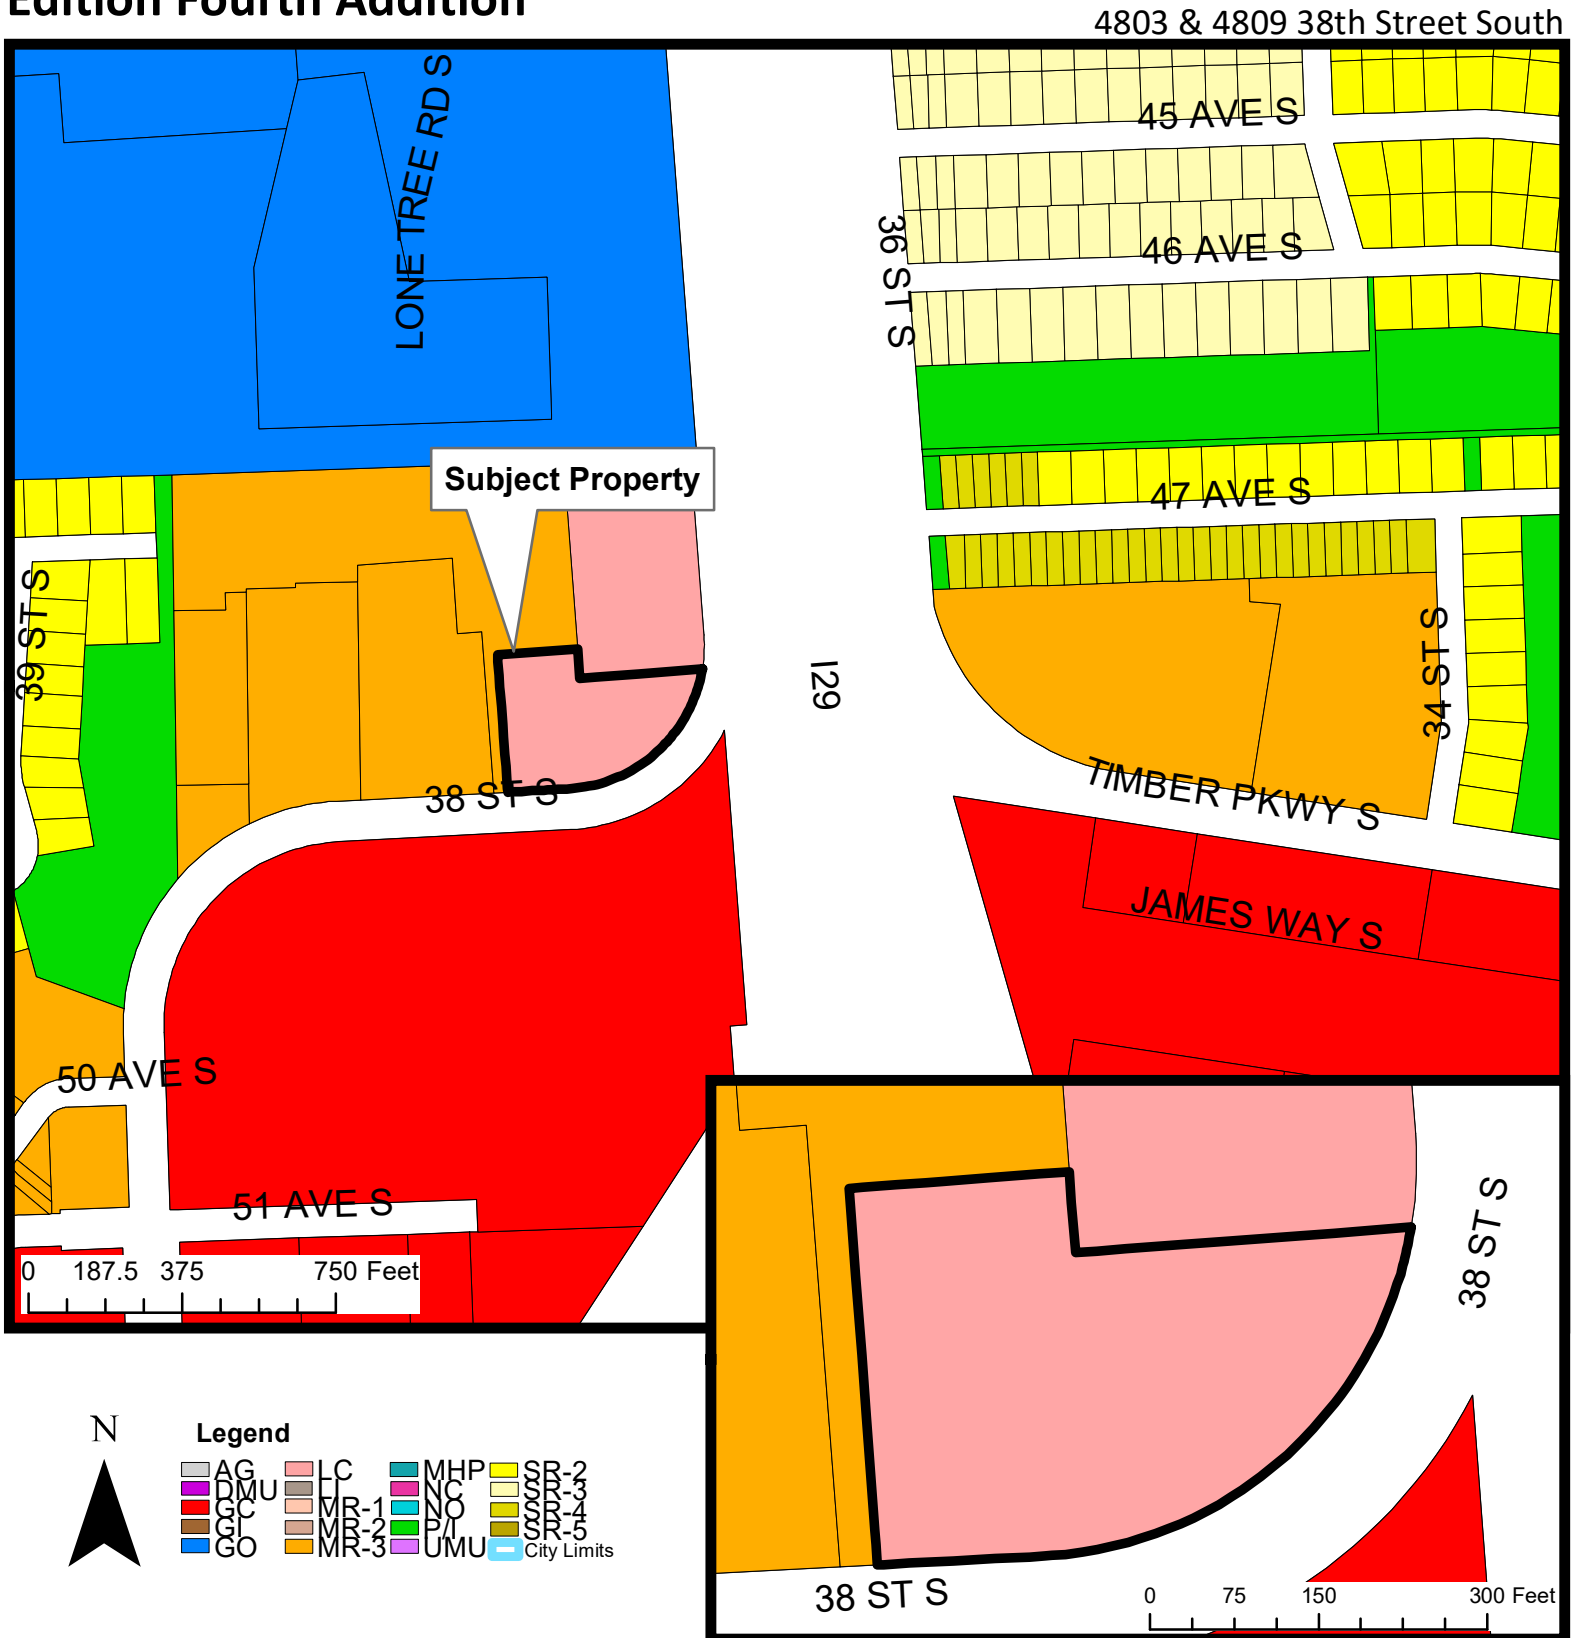 Edition Fourth Addition
4803 & 4809 38th Street South
LONE TREE RD S
45 AVE S
36 ST S
46 AVE S
Subject Property
47 AVE S
39 ST S
I29
34 ST S
38 ST S
TIMBER PKWY S
JAMES WAY S
50 AVE S
51 AVE S
0 187.5 375 750 Feet
38 ST S
38 ST S
0 75 150 300 Feet
N
Legend
AG LC MHP SR-2
DMU LI NC SR-3
GC MR-1 NO SR-4
GI MR-2 P/I SR-5
GO MR-3 UMU City Limits